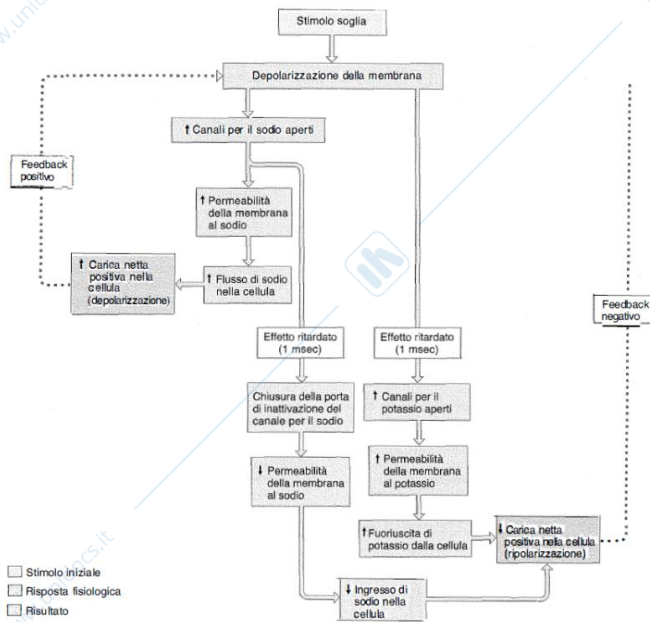 Stimolo soglia
Depolarizzazione della membrana
↑ Canali per il sodio aperti
Feedback
positivo
↑ Permeabilità
della membrana
al sodio
↑ Carica netta
positiva nella
cellula
(depolarizzazione)
↑ Flusso di sodio
nella cellula
Feedback
negativo
Effetto ritardato
(1 msec)
Effetto ritardato
(1 msec)
Chiusura della porta
di inattivazione del
canale per il sodio
↑ Canali per il
potassio aperti
↓ Permeabilità
della membrana
al sodio
↑ Permeabilità
della membrana
al potassio
↑ Fuoriuscita di
potassio dalla cellula
↓ Carica netta
positiva nella cellula
(ripolarizzazione)
↓ Ingresso di
sodio nella
cellula
Stimolo iniziale
Risposta fisiologica
Risultato